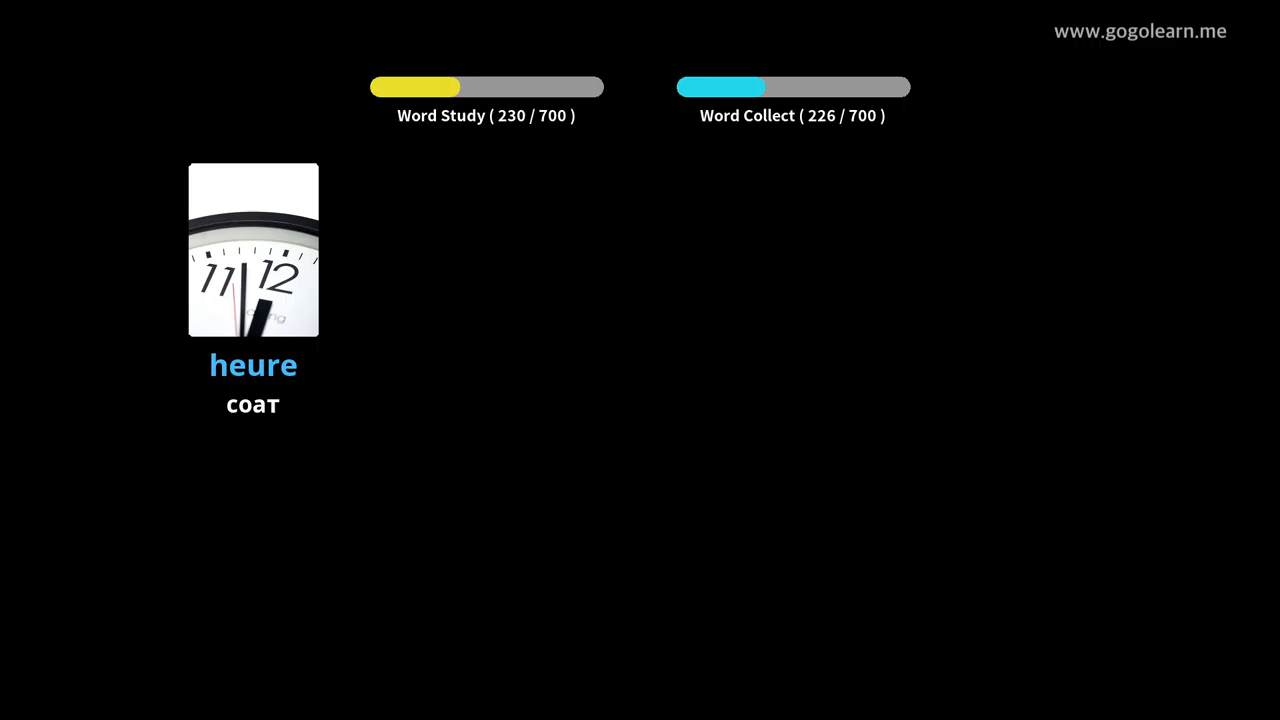 www.gogolearn.me
Word Study ( 230 / 700 )
Word Collect ( 226 / 700 )
11 12
heure
соат